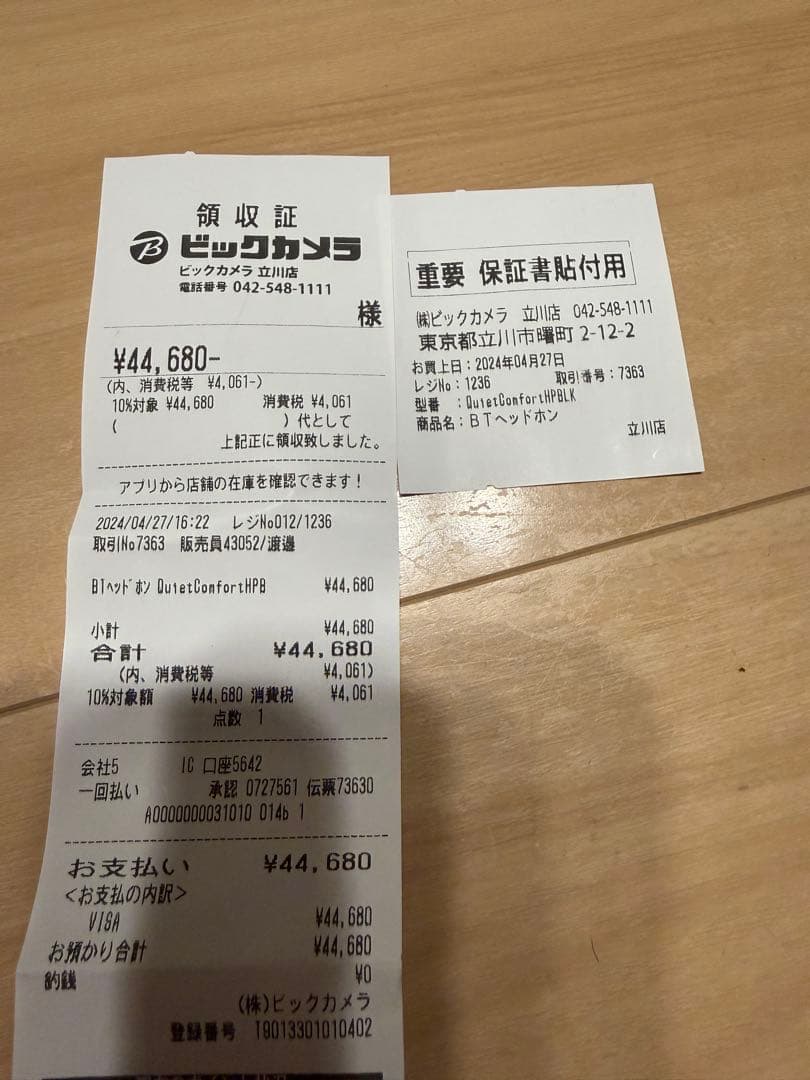 領収証
ビックカメラ
ビックカメラ 立川店
電話番号 042-548-1111
様
¥44,680-
(内、消費税等 ¥4,061-)
10%対象 ¥44,680 消費税 ¥4,061
( )代として
上記正に領収致しました。
アプリから店舗の在庫を確認できます!
2024/04/27/16:22 レジNo012/1236
取引No7363 販売員43052/渡邊
BTヘッドホン QuietComfortHPB ¥44,680
小計 ¥44,680
合計 ¥44,680
(内、消費税等 ¥4,061)
10%対象額 ¥44,680 消費税 ¥4,061
点数 1
会社5 IC 口座5642
一回払い 承認 0727561 伝票73630
A0000000031010 014b 1
お支払い ¥44,680
<お支払の内訳>
VISA ¥44,680
お預かり合計 ¥44,680
釣銭 ¥0
(株)ビックカメラ
登録番号 T9013301010402
重要 保証書貼付用
㈱ビックカメラ 立川店 042-548-1111
東京都立川市曙町 2-12-2
お買上日:2024年04月27日
レジNo:1236 取引番号:7363
型番 :QuietComfortHPBLK
商品名:BTヘッドホン
立川店